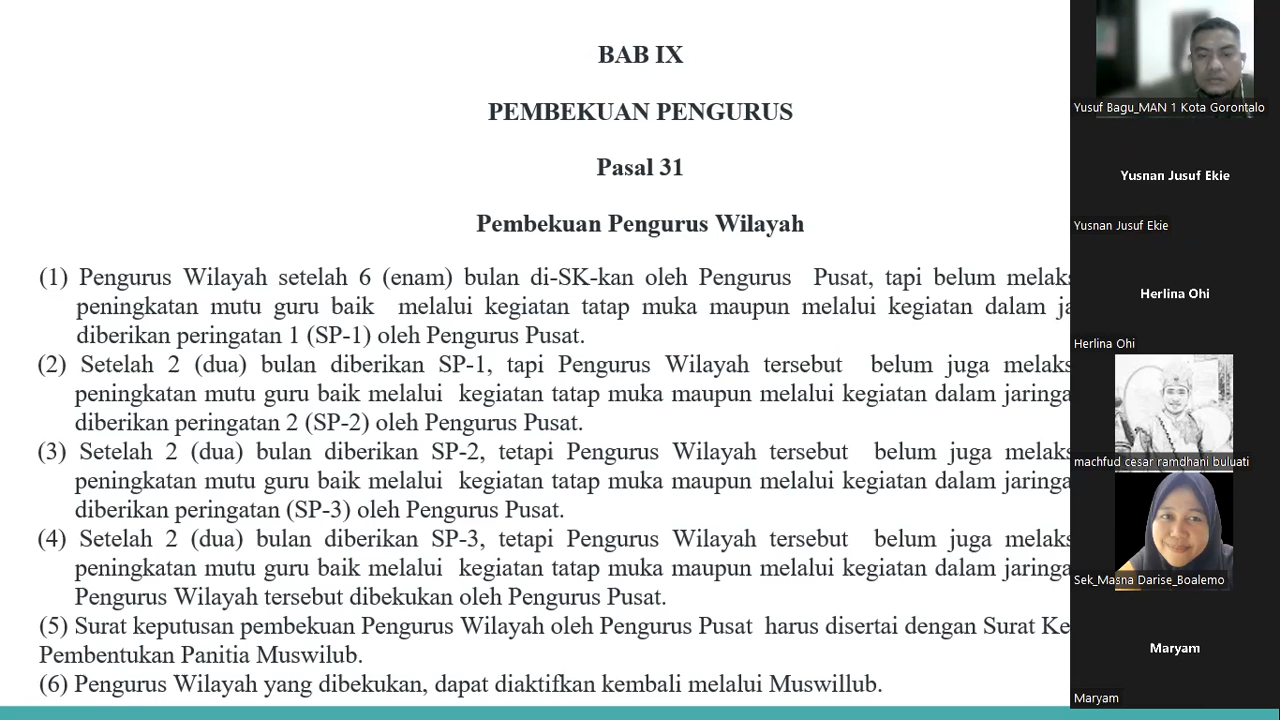 BAB IX
PEMBEKUAN PENGURUS
Pasal 31
Pembekuan Pengurus Wilayah
(1) Pengurus Wilayah setelah 6 (enam) bulan di-SK-kan oleh Pengurus Pusat, tapi belum melaks
peningkatan mutu guru baik melalui kegiatan tatap muka maupun melalui kegiatan dalam ja
diberikan peringatan 1 (SP-1) oleh Pengurus Pusat.
(2) Setelah 2 (dua) bulan diberikan SP-1, tapi Pengurus Wilayah tersebut belum juga melaks
peningkatan mutu guru baik melalui kegiatan tatap muka maupun melalui kegiatan dalam jaringa
diberikan peringatan 2 (SP-2) oleh Pengurus Pusat.
(3) Setelah 2 (dua) bulan diberikan SP-2, tetapi Pengurus Wilayah tersebut belum juga melaks
peningkatan mutu guru baik melalui kegiatan tatap muka maupun melalui kegiatan dalam jaringa
diberikan peringatan (SP-3) oleh Pengurus Pusat.
(4) Setelah 2 (dua) bulan diberikan SP-3, tetapi Pengurus Wilayah tersebut belum juga melaks
peningkatan mutu guru baik melalui kegiatan tatap muka maupun melalui kegiatan dalam jaringa
Pengurus Wilayah tersebut dibekukan oleh Pengurus Pusat.
(5) Surat keputusan pembekuan Pengurus Wilayah oleh Pengurus Pusat harus disertai dengan Surat Ke
Pembentukan Panitia Muswilub.
(6) Pengurus Wilayah yang dibekukan, dapat diaktifkan kembali melalui Muswillub.
Yusuf Bagu_MAN 1 Kota Gorontalo
Yusnan Jusuf Ekie
Yusnan Jusuf Ekie
Herlina Ohi
Herlina Ohi
machfud cesar ramdhani buluati
Sek_Masna Darise_Boalemo
Maryam
Maryam